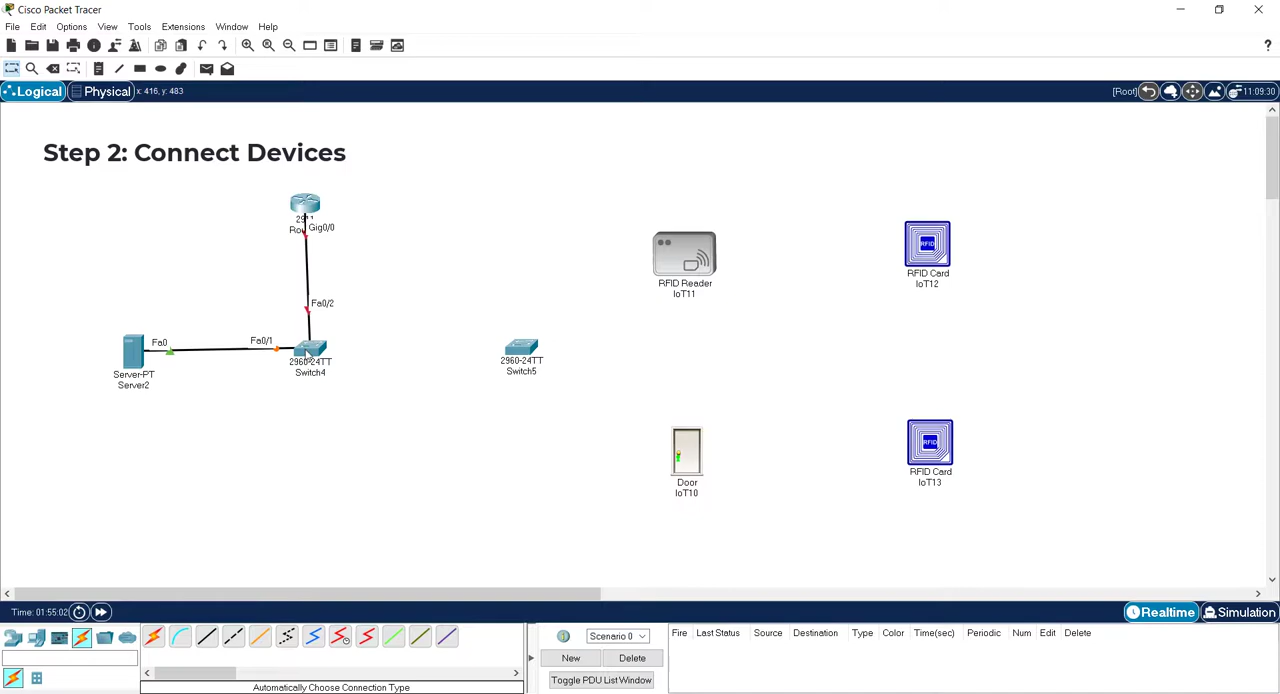 Cisco Packet Tracer
File Edit Options View Tools Extensions Window Help
?
Logical Physical x: 416, y: 483 [Root] 11:09:30
Step 2: Connect Devices
Gig0/0
RFID
RFID Card
IoT12
RFID Reader
IoT11
Fa0/2
Fa0 Fa0/1
2960-24TT
Switch4
2960-24TT
Switch5
Server-PT
Server2
RFID
RFID Card
IoT13
Door
IoT10
Time: 01:55:02 Realtime Simulation
Scenario 0
Fire Last Status Source Destination Type Color Time(sec) Periodic Num Edit Delete
New Delete
Toggle PDU List Window
Automatically Choose Connection Type